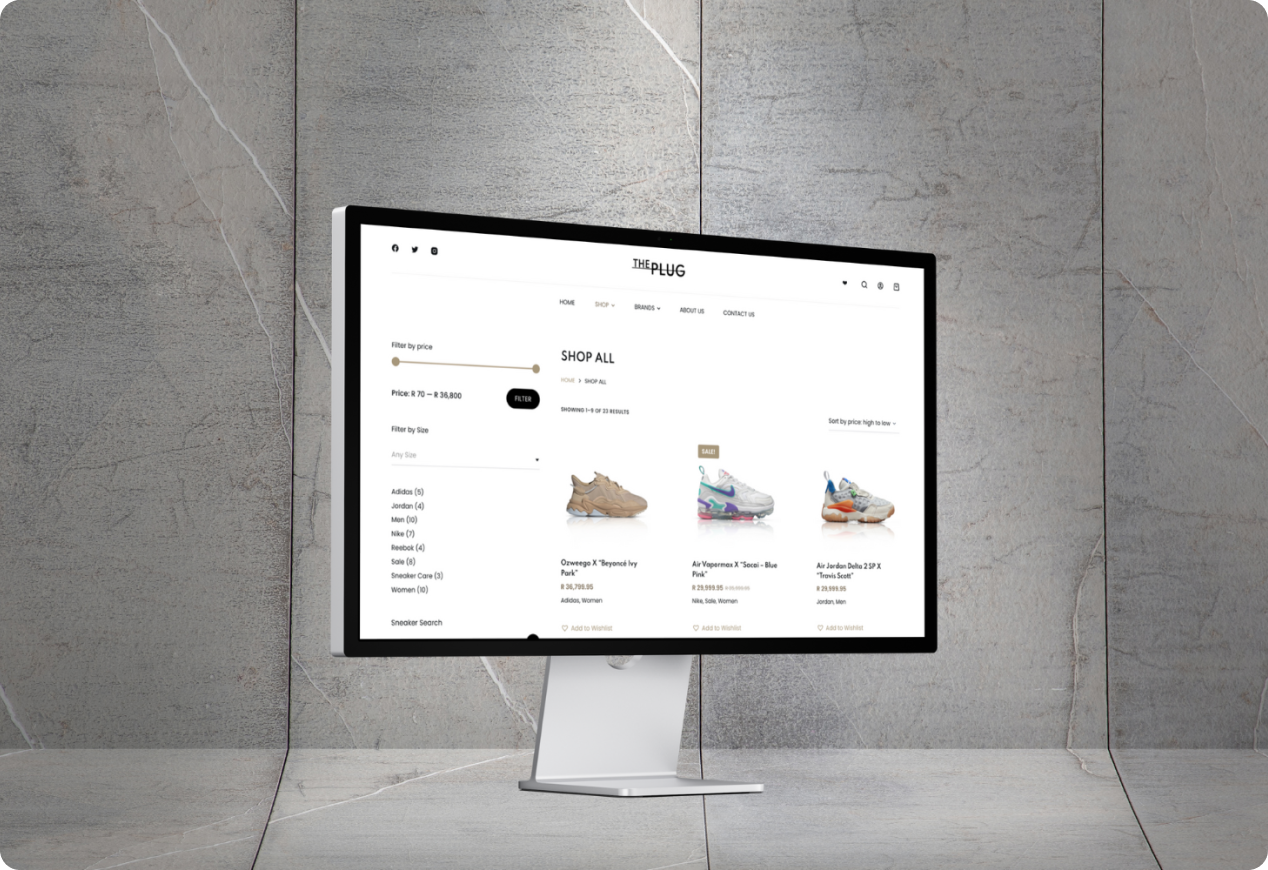 THE PLUG
HOME
SHOP
BRANDS
ABOUT US
CONTACT US
Filter by price
Price: R 70 — R 36,800
FILTER
Filter by Size
Any Size
Adidas (5)
Jordan (4)
Men (10)
Nike (7)
Reebok (4)
Sale (8)
Sneaker Care (3)
Women (10)
Sneaker Search
SHOP ALL
HOME > SHOP ALL
SHOWING 1–9 OF 23 RESULTS
Sort by price: high to low
Ozweego X "Beyoncé Ivy
Park"
R 36,799.95
Adidas, Women
Add to Wishlist
SALE!
Air Vapormax X "Sacai – Blue
Pink"
R 29,999.95
Nike, Sale, Women
Add to Wishlist
Air Jordan Delta 2 SP X
"Travis Scott"
R 29,999.95
Jordan, Men
Add to Wishlist